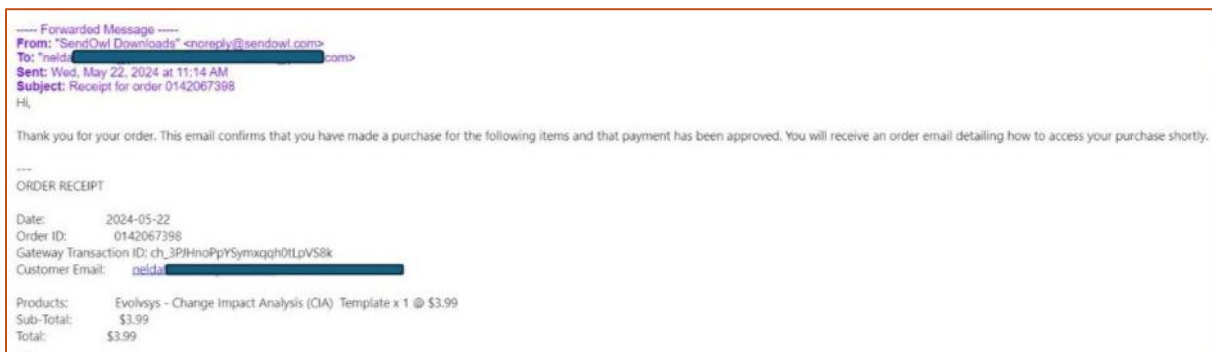 ----- Forwarded Message -----
From: "SendOwl Downloads" <noreply@sendowl.com>
To: "nelda com>
Sent: Wed, May 22, 2024 at 11:14 AM
Subject: Receipt for order 0142067398
Hi,
Thank you for your order. This email confirms that you have made a purchase for the following items and that payment has been approved. You will receive an order email detailing how to access your purchase shortly.
---
ORDER RECEIPT
Date: 2024-05-22
Order ID: 0142067398
Gateway Transaction ID: ch_3PJHnoPpYSymxqqh0tLpVS8k
Customer Email: nelda
Products: Evolvsys - Change Impact Analysis (CIA) Template x 1 @ $3.99
Sub-Total: $3.99
Total: $3.99